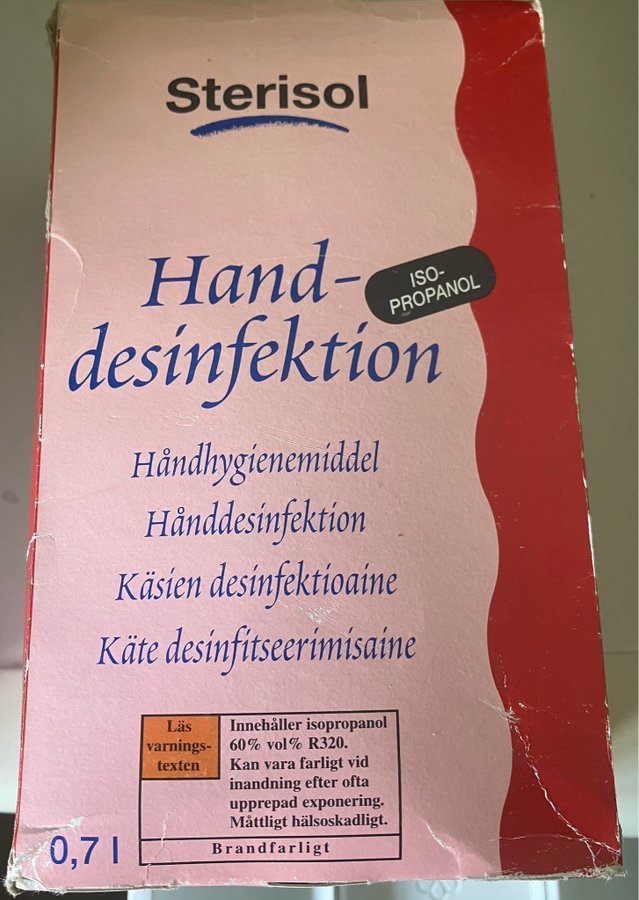 Sterisol
Hand-
desinfektion
ISO-
PROPANOL
Håndhygienemiddel
Hånddesinfektion
Käsien desinfektioaine
Käte desinfitseerimisaine
Läs
varnings-
texten
Innehåller isopropanol
60% vol% R320.
Kan vara farligt vid
inandning efter ofta
upprepad exponering.
Måttligt hälsoskadligt.
Brandfarligt
0,7 l